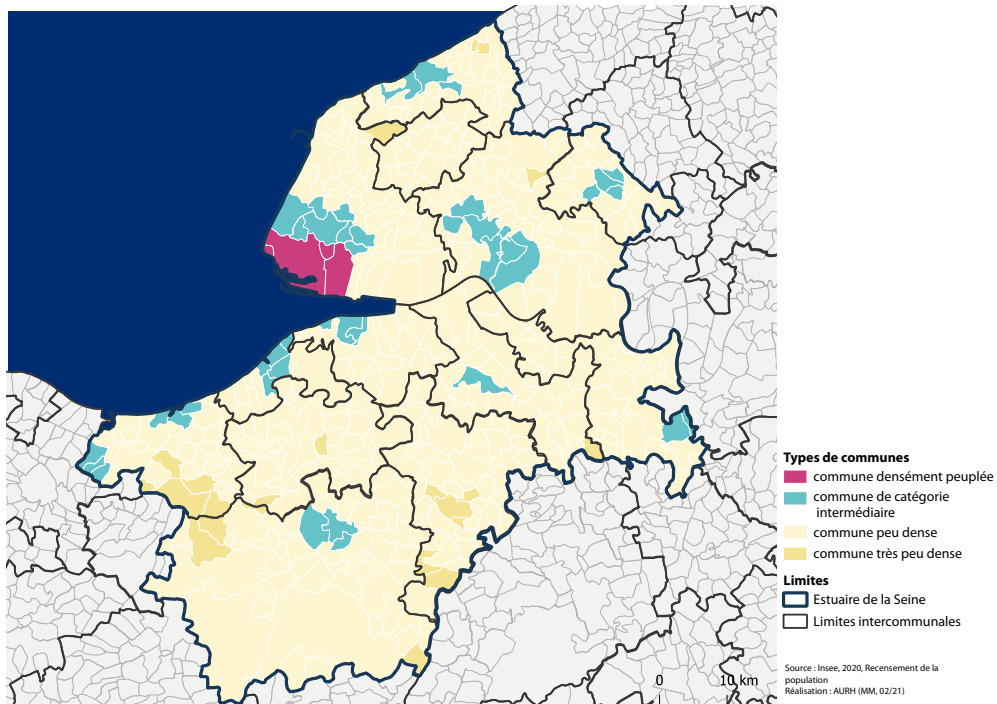 Types de communes
commune densément peuplée
commune de catégorie
intermédiaire
commune peu dense
commune très peu dense
Limites
Estuaire de la Seine
Limites intercommunales
Source : Insee, 2020, Recensement de la
population
Réalisation : AURH (MM, 02/21)
0 10 km